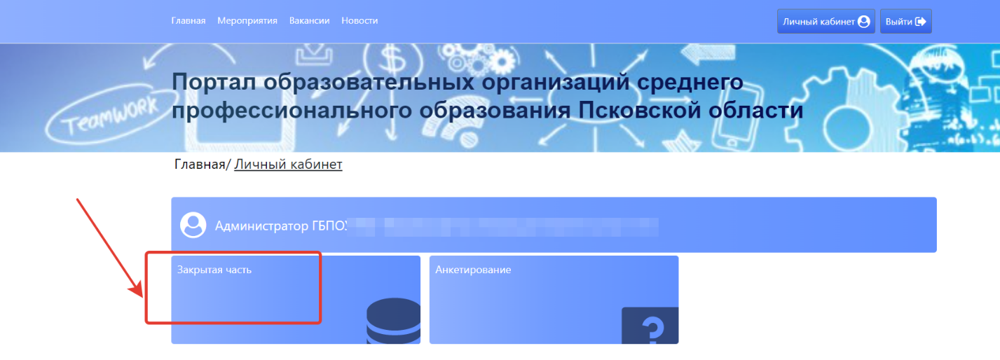 Главная Мероприятия Вакансии Новости Личный кабинет Выйти
Портал образовательных организаций среднего
профессионального образования Псковской области
TEAMWORK
Главная/ Личный кабинет
Администратор ГБПОУ
Закрытая часть Анкетирование
?